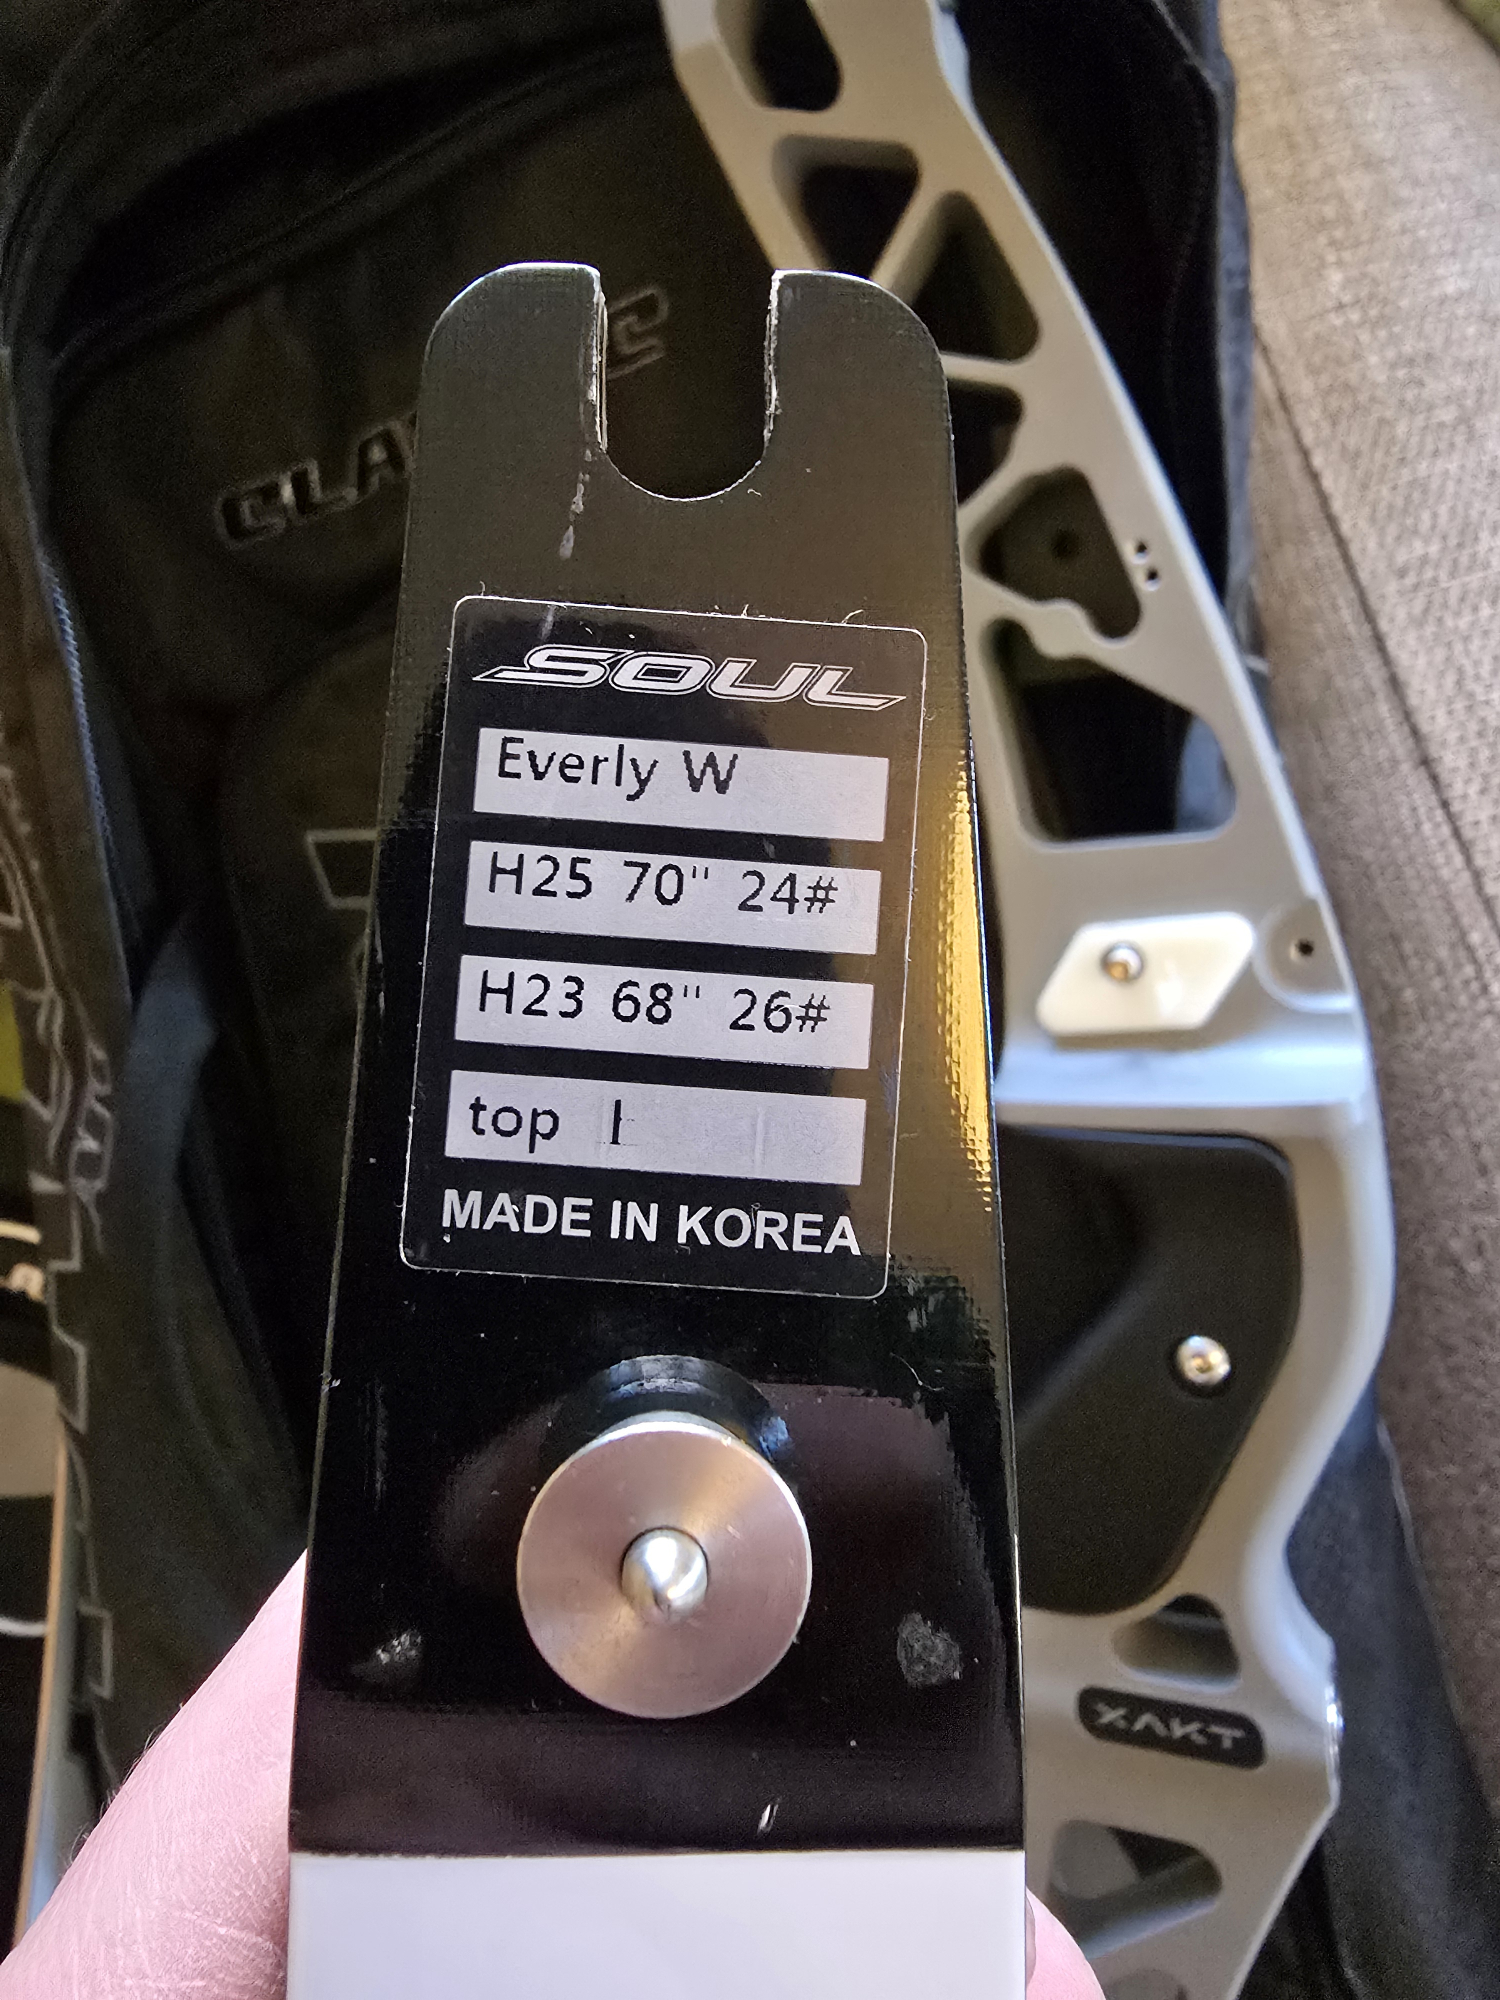 SOUL
Everly W
H25 70" 24#
H23 68" 26#
top I
MADE IN KOREA
XAKT